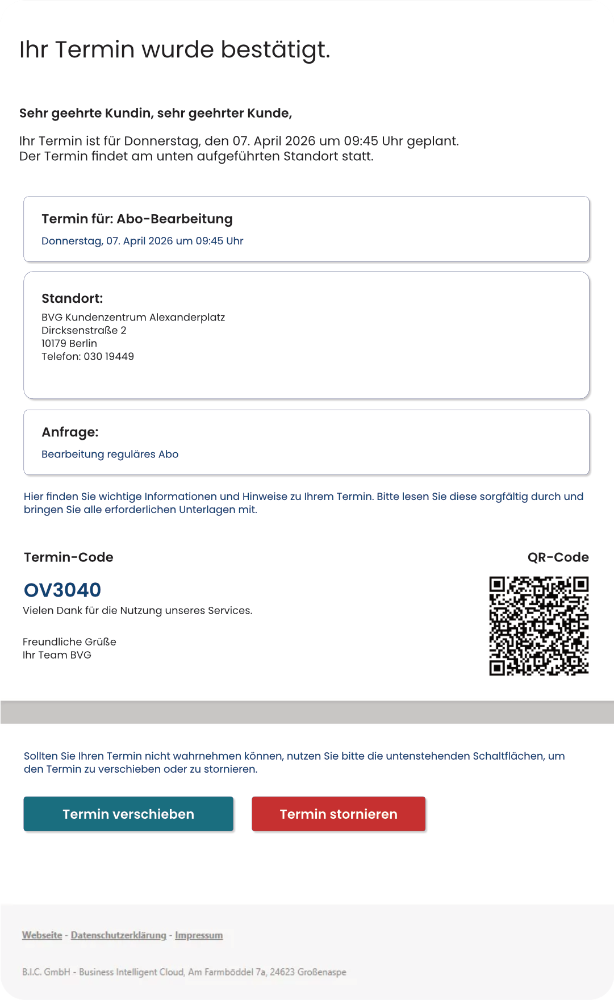 Ihr Termin wurde bestätigt.
Sehr geehrte Kundin, sehr geehrter Kunde,
Ihr Termin ist für Donnerstag, den 07. April 2026 um 09:45 Uhr geplant.
Der Termin findet am unten aufgeführten Standort statt.
Termin für: Abo-Bearbeitung
Donnerstag, 07. April 2026 um 09:45 Uhr
Standort:
BVG Kundenzentrum Alexanderplatz
Dircksenstraße 2
10179 Berlin
Telefon: 030 19449
Anfrage:
Bearbeitung reguläres Abo
Hier finden Sie wichtige Informationen und Hinweise zu Ihrem Termin. Bitte lesen Sie diese sorgfältig durch und
bringen Sie alle erforderlichen Unterlagen mit.
Termin-Code
QR-Code
OV3040
Vielen Dank für die Nutzung unseres Services.
Freundliche Grüße
Ihr Team BVG
Sollten Sie Ihren Termin nicht wahrnehmen können, nutzen Sie bitte die untenstehenden Schaltflächen, um
den Termin zu verschieben oder zu stornieren.
Termin verschieben
Termin stornieren
Webseite - Datenschutzerklärung - Impressum
B.I.C. GmbH - Business Intelligent Cloud, Am Farmböddel 7a, 24623 Großenaspe